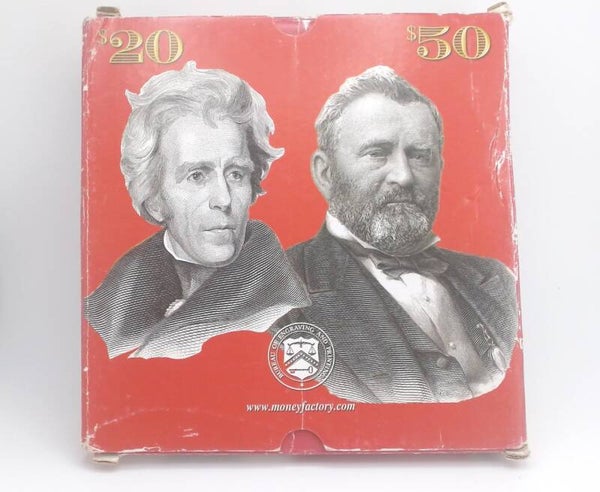 $20
$50
BUREAU OF ENGRAVING AND PRINTING
www.moneyfactory.com